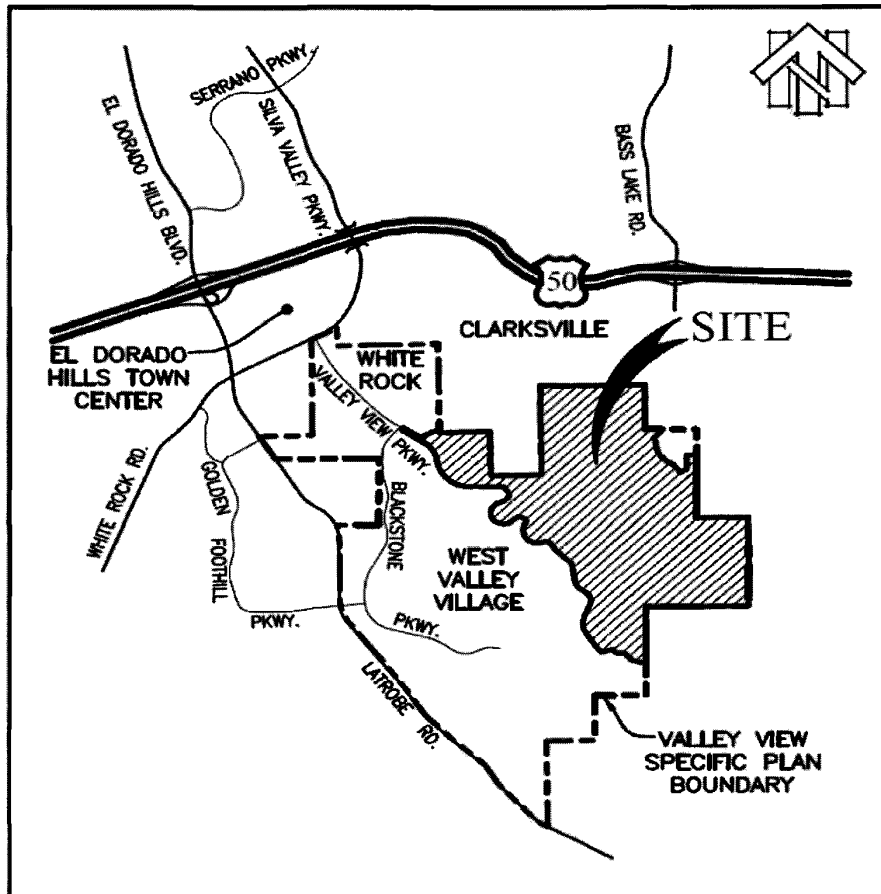 SERRANO PKWY.
EL DORADO HILLS BLVD.
SILVA VALLEY PKWY.
BASS LAKE RD.
50
CLARKSVILLE
SITE
EL DORADO
HILLS TOWN
CENTER
WHITE
ROCK
VALLEY VIEW PKWY.
WHITE ROCK RD.
GOLDEN FOOTHILL
PKWY.
BLACKSTONE
PKWY.
WEST
VALLEY
VILLAGE
LATROBE RD.
VALLEY VIEW
SPECIFIC PLAN
BOUNDARY